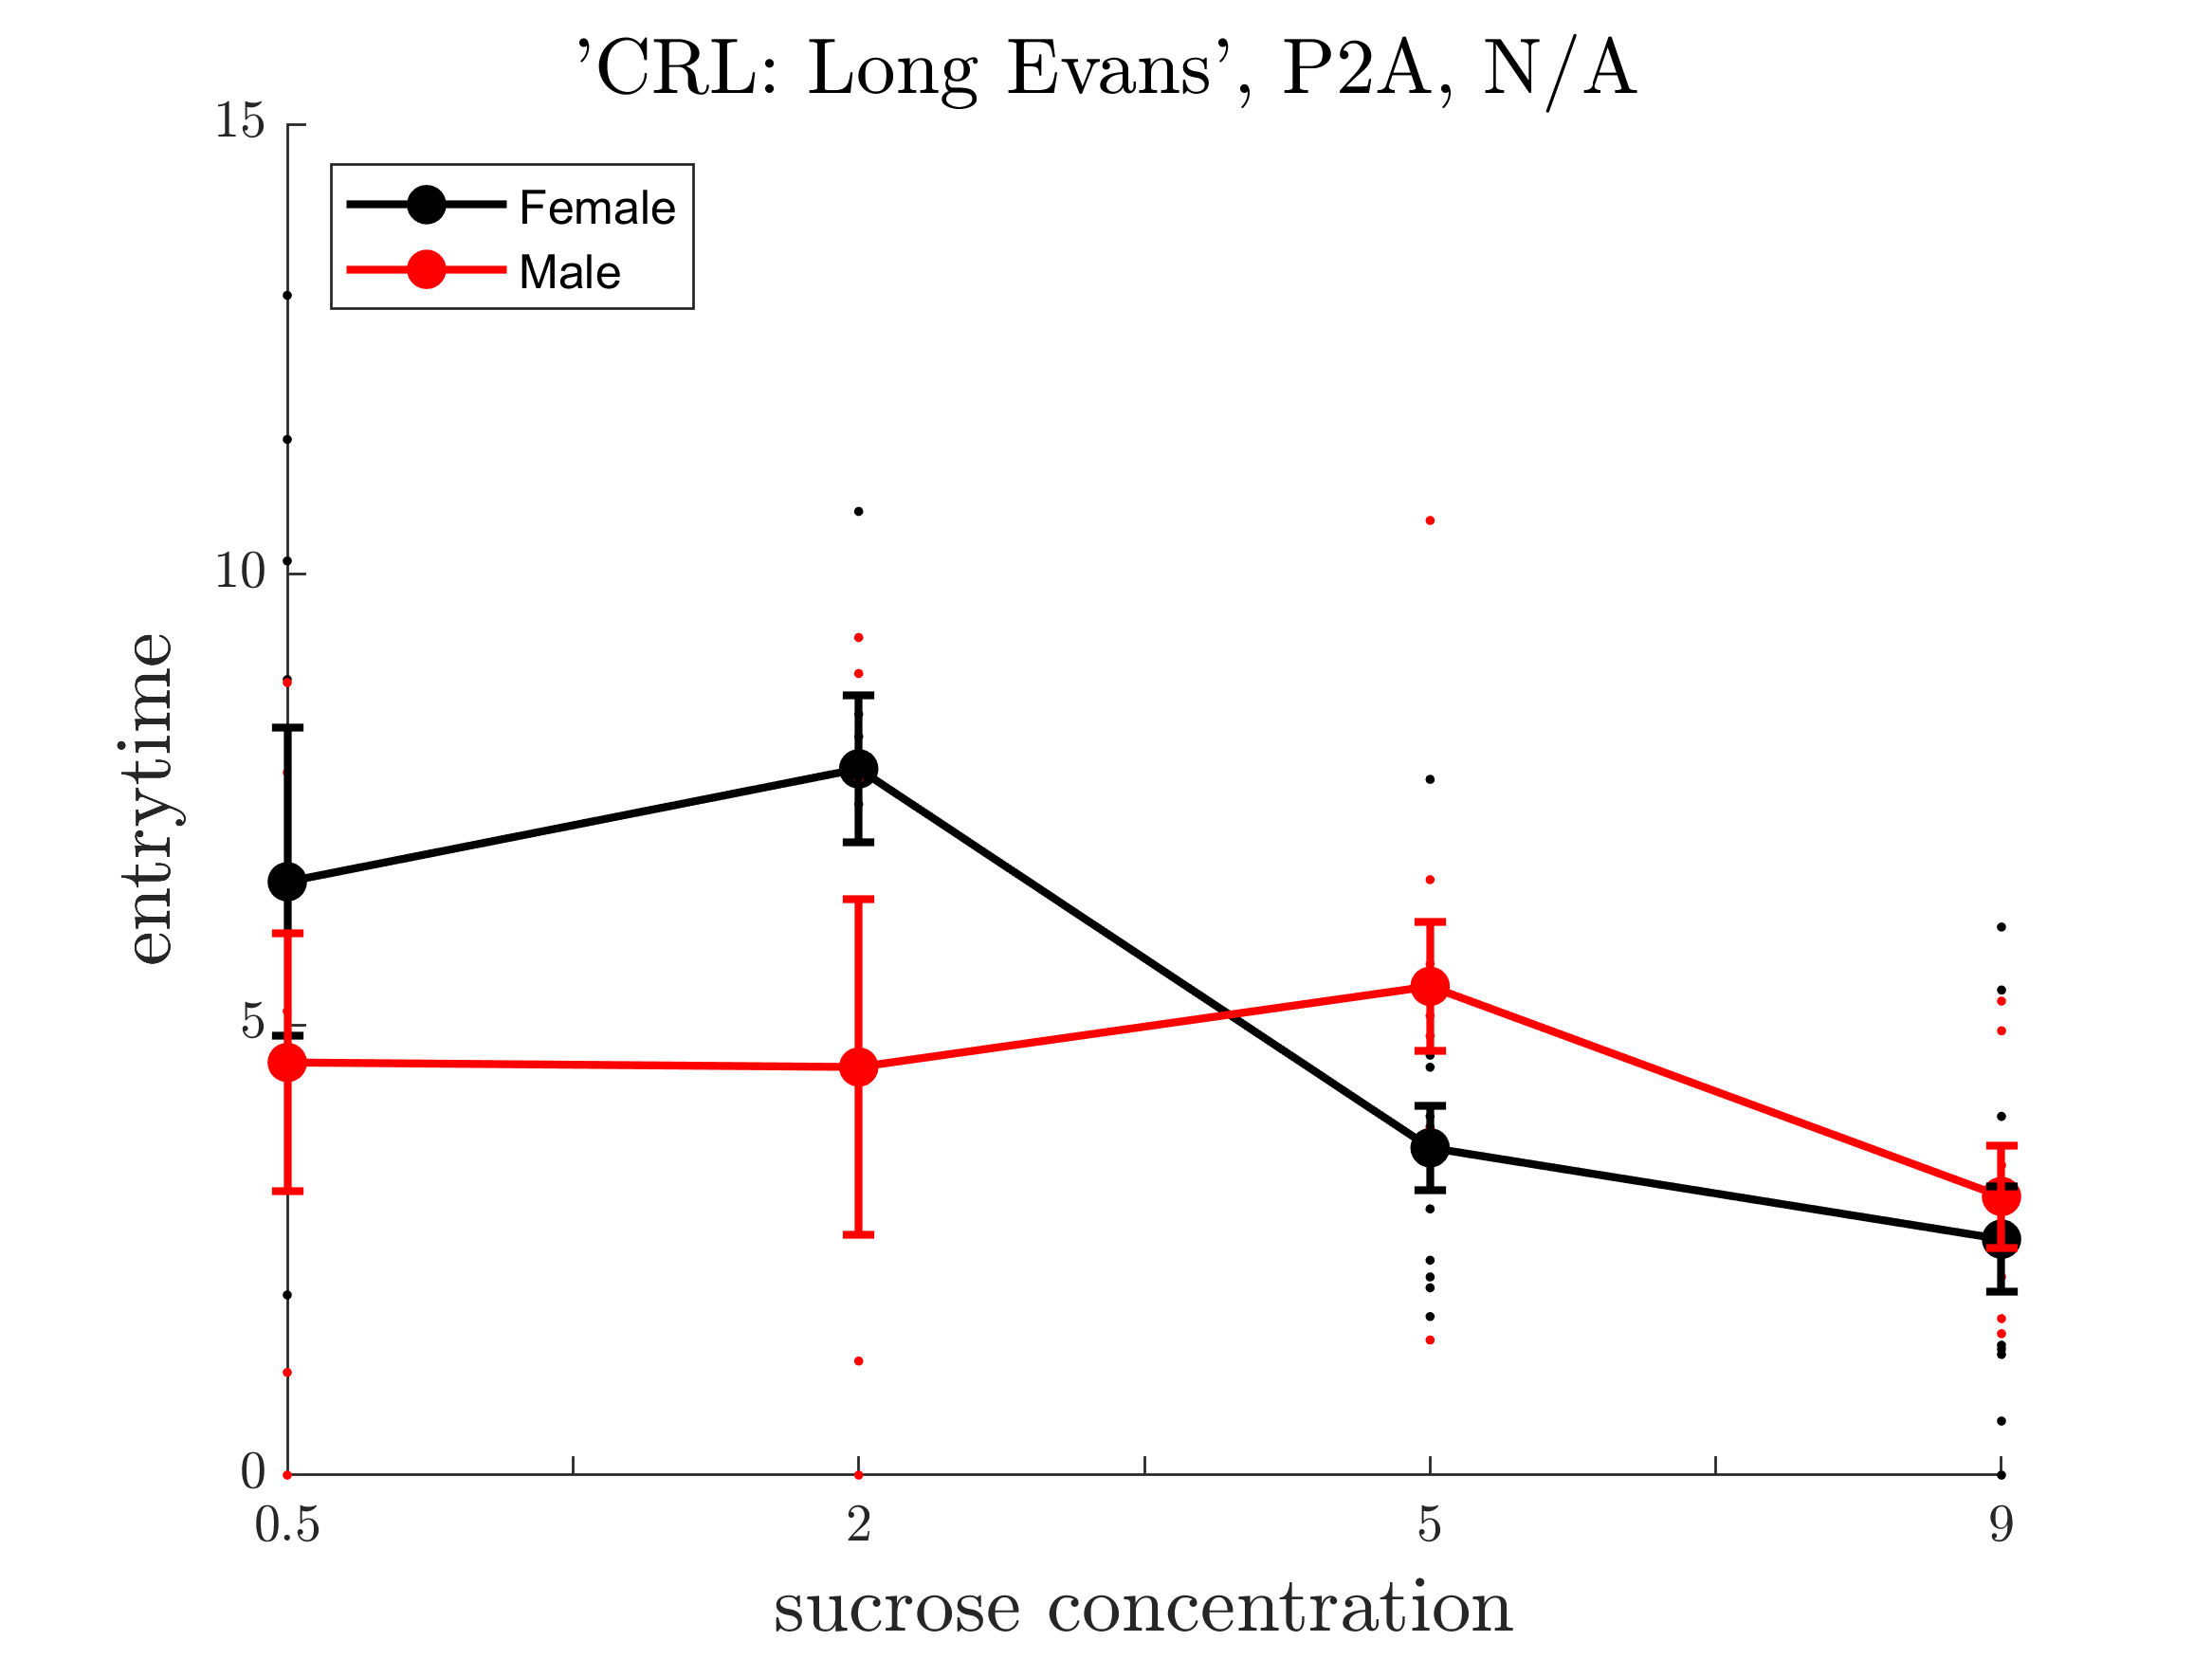 'CRL: Long Evans', P2A, N/A
15
Female
Male
10
entrytime
5
0
0.5 2 5 9
sucrose concentration